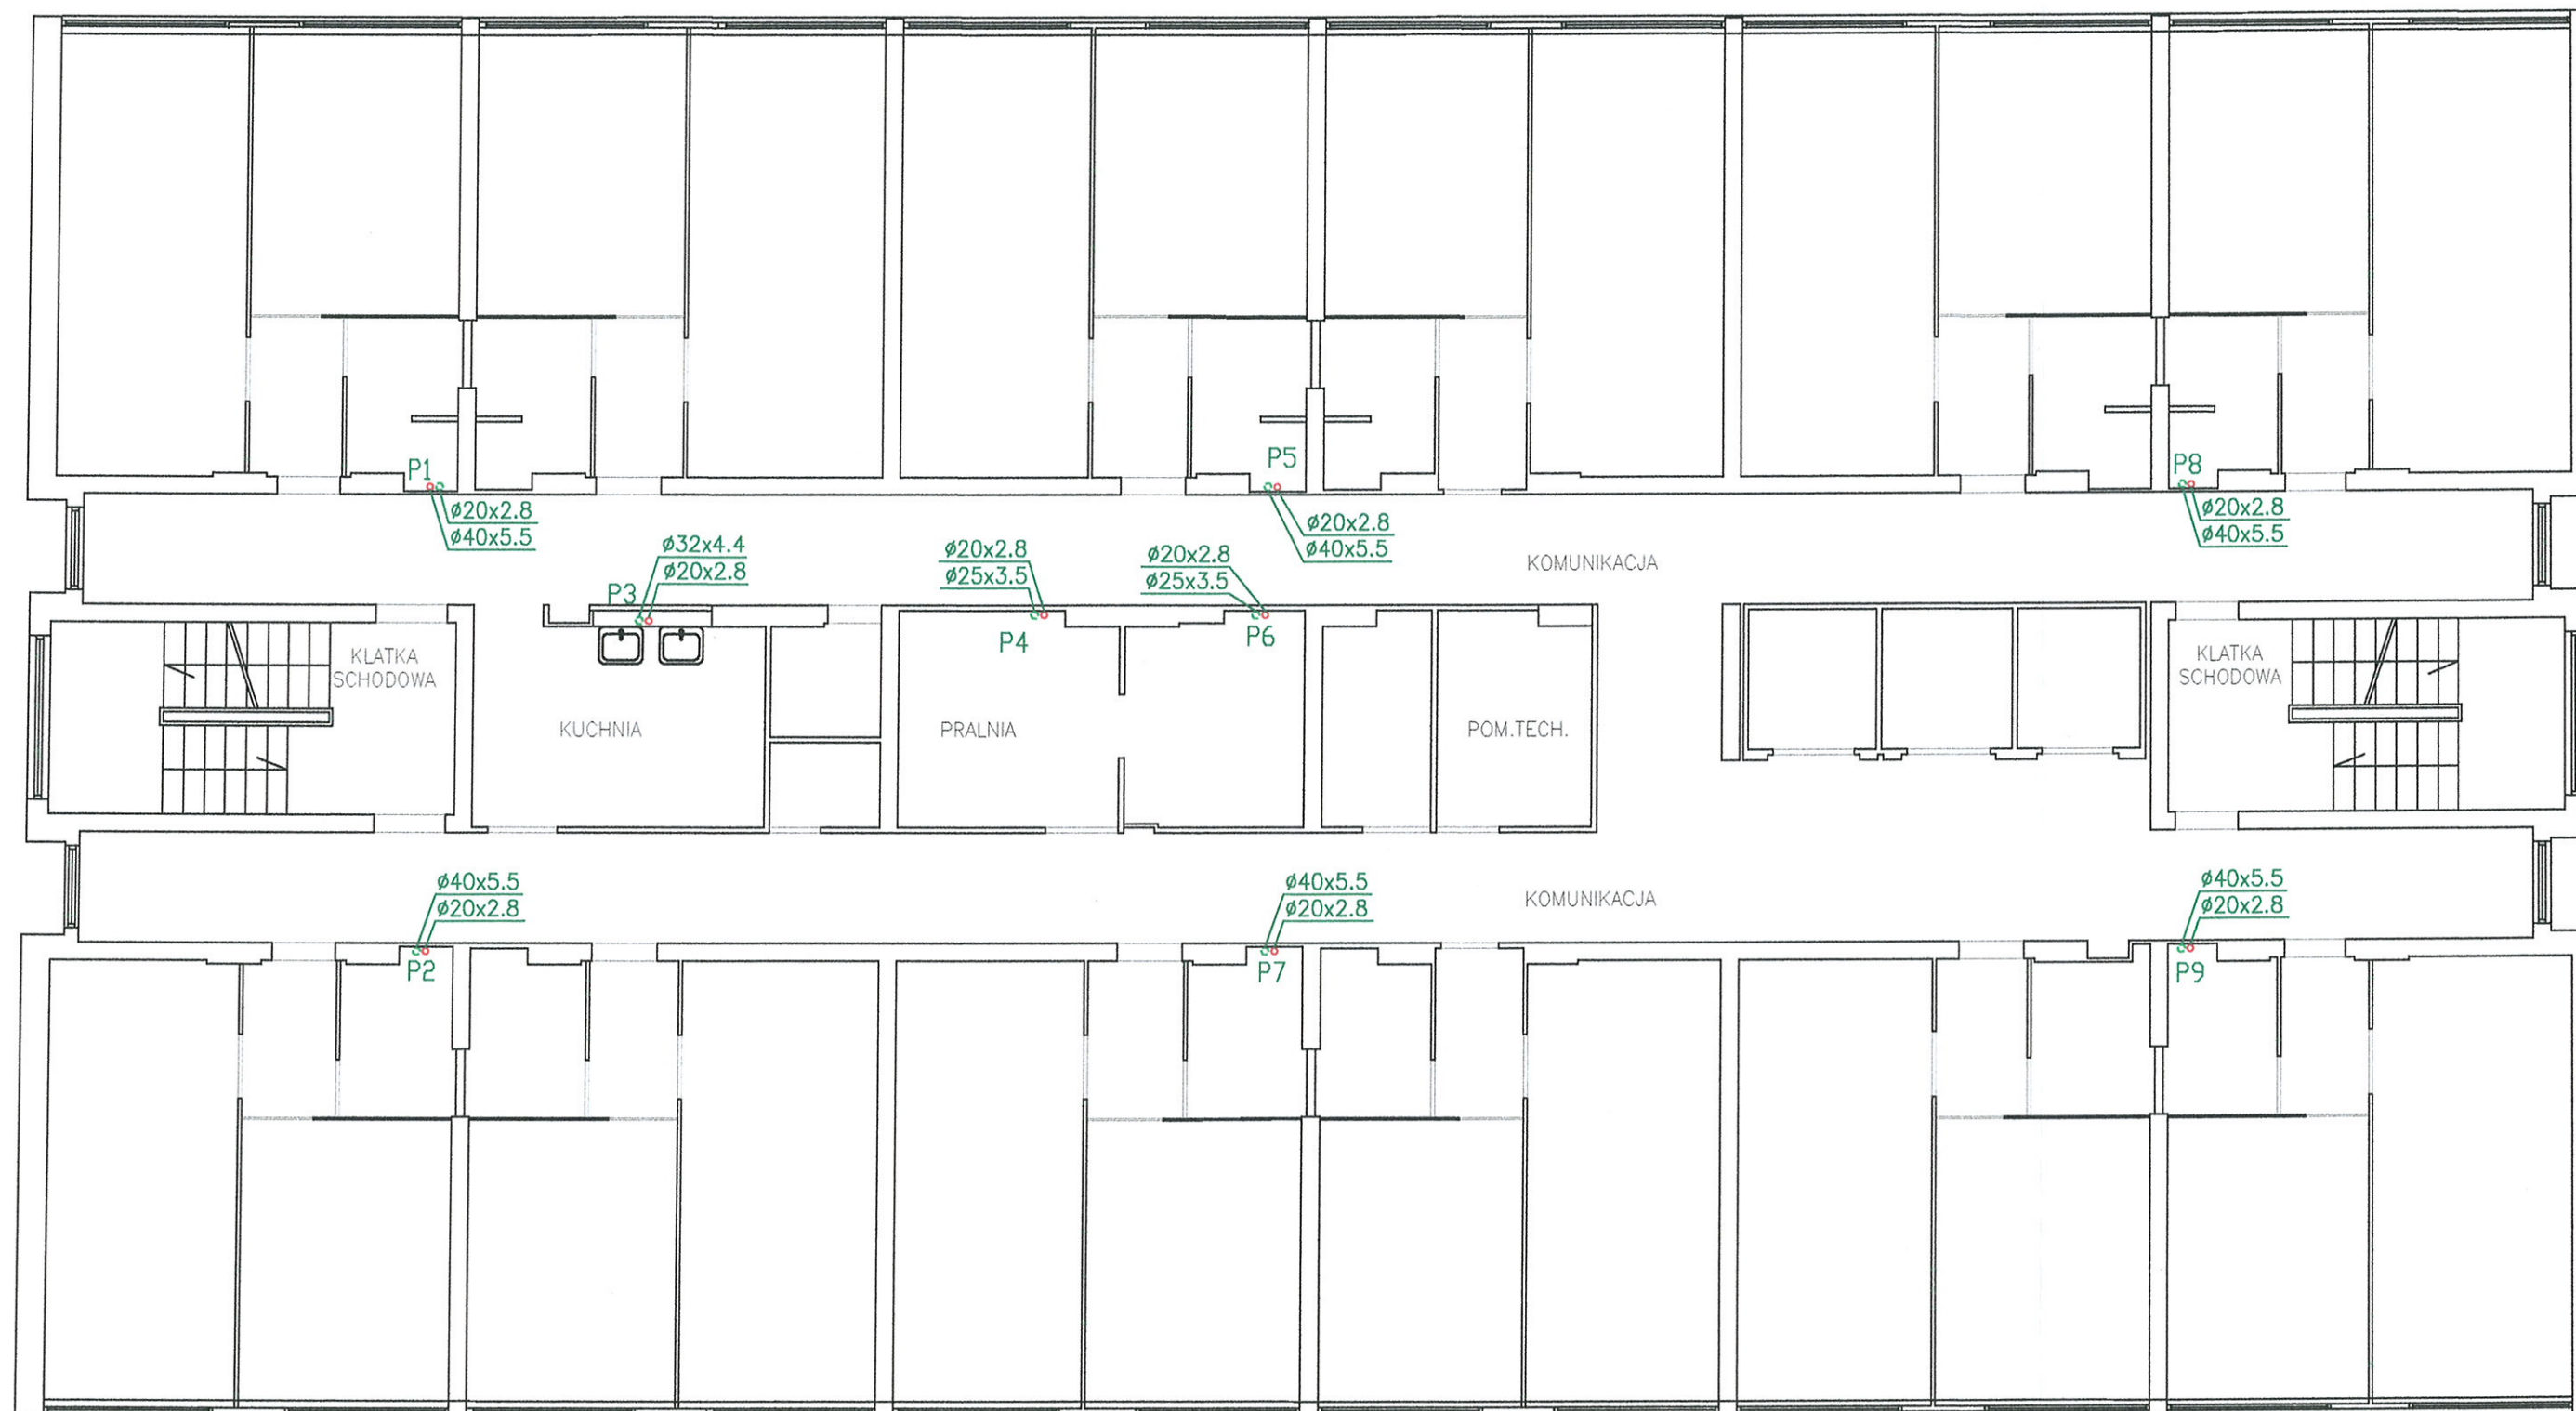 P1
ø20x2.8
ø40x5.5
P5
ø20x2.8
ø40x5.5
P8
ø20x2.8
ø40x5.5
ø32x4.4
ø20x2.8
P3
ø20x2.8
ø25x3.5
P4
ø20x2.8
ø25x3.5
P6
KOMUNIKACJA
KLATKA
SCHODOWA
KUCHNIA
PRALNIA
POM.TECH.
KLATKA
SCHODOWA
ø40x5.5
ø20x2.8
P2
ø40x5.5
ø20x2.8
P7
KOMUNIKACJA
ø40x5.5
ø20x2.8
P9